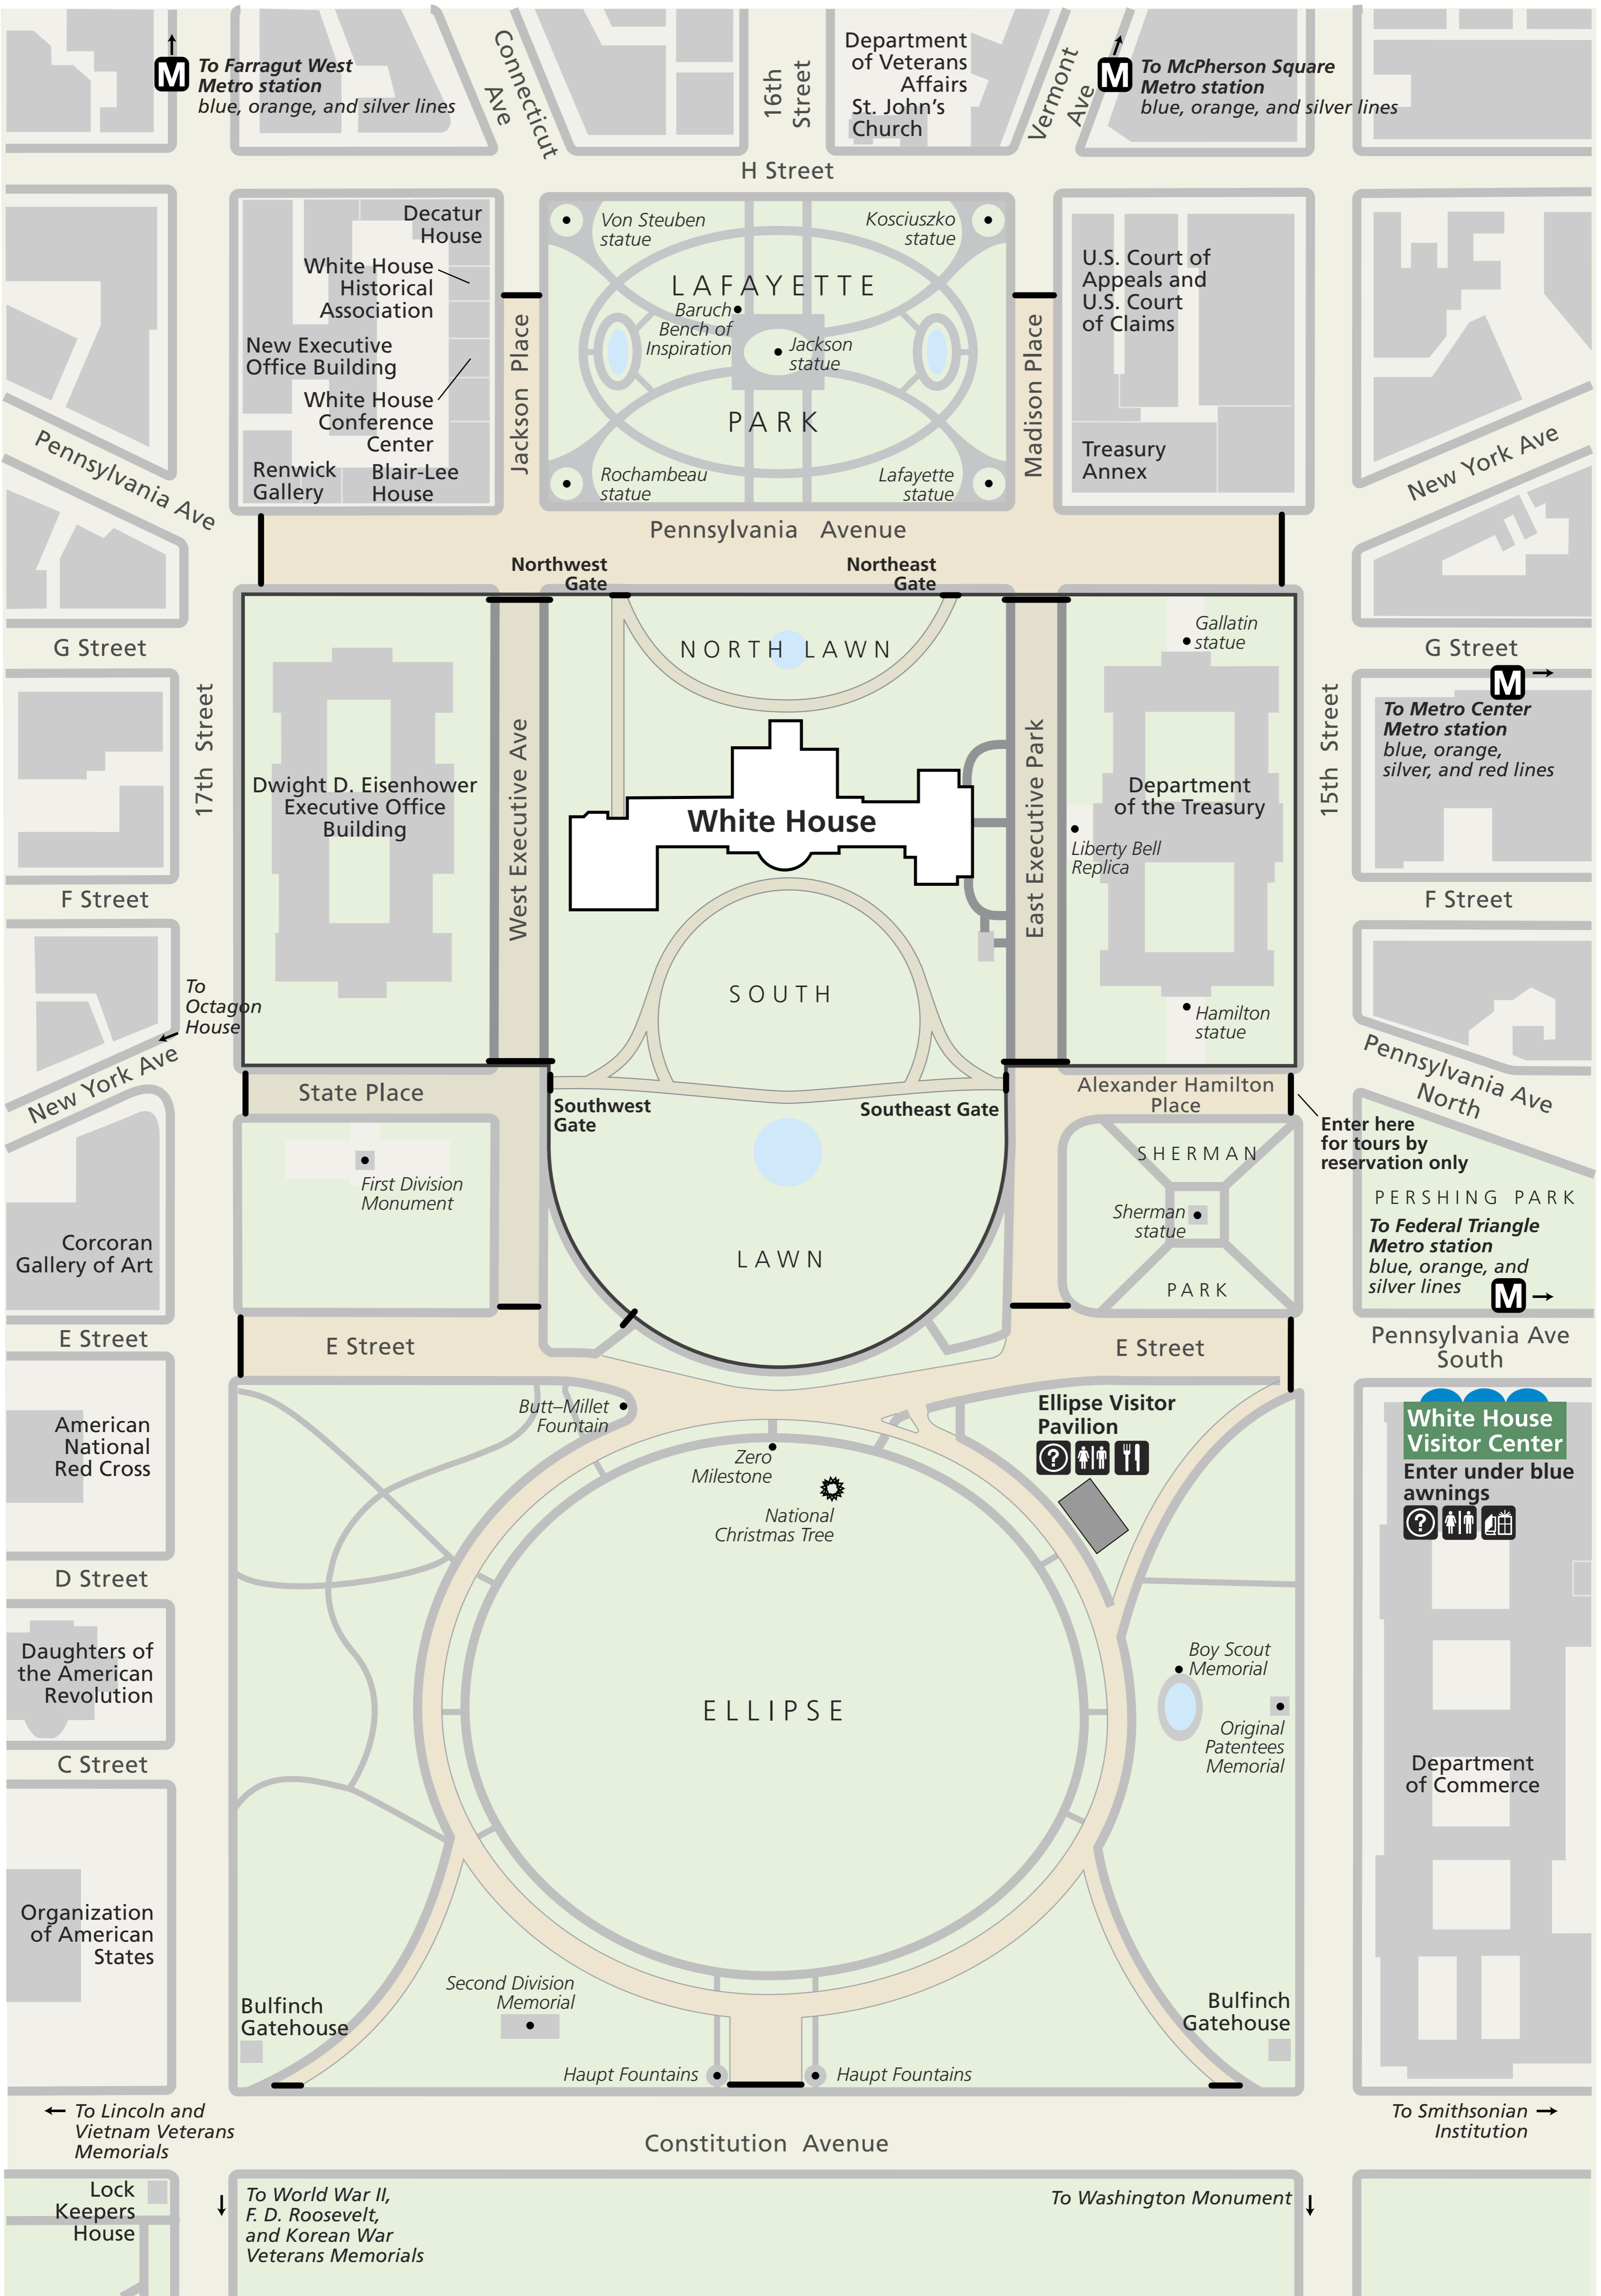 To Farragut West
Metro station
blue, orange, and silver lines
Connecticut
Ave
16th
Street
Department
of Veterans
Affairs
St. John's
Church
Vermont
Ave
M
M
To McPherson Square
Metro station
blue, orange, and silver lines
H Street
Decatur
House
White House
Historical
Association
New Executive
Office Building
White House
Conference
Center
Renwick
Gallery
Blair-Lee
House
Jackson Place
Von Steuben
statue
Kosciuszko
statue
LAFAYETTE
Baruch
Bench of
Inspiration
Jackson
statue
PARK
Rochambeau
statue
Lafayette
statue
Madison Place
U.S. Court of
Appeals and
U.S. Court
of Claims
Treasury
Annex
Pennsylvania Ave
New York Ave
Pennsylvania Avenue
Northwest
Gate
Northeast
Gate
G Street
17th Street
NORTH LAWN
Gallatin
statue
G Street
M
To Metro Center
Metro station
blue, orange,
silver, and red lines
15th Street
Dwight D. Eisenhower
Executive Office
Building
West Executive Ave
White House
East Executive Park
Department
of the Treasury
Liberty Bell
Replica
F Street
F Street
To
Octagon
House
New York Ave
SOUTH
Hamilton
statue
Pennsylvania Ave
North
State Place
Southwest
Gate
Southeast Gate
Alexander Hamilton
Place
Enter here
for tours by
reservation only
First Division
Monument
SHERMAN
Sherman
statue
PARK
PERSHING PARK
To Federal Triangle
Metro station
blue, orange, and
silver lines
M
Corcoran
Gallery of Art
LAWN
E Street
E Street
E Street
Pennsylvania Ave
South
Butt–Millet
Fountain
Zero
Milestone
National
Christmas Tree
Ellipse Visitor
Pavilion
?
White House
Visitor Center
Enter under blue
awnings
?
American
National
Red Cross
D Street
Daughters of
the American
Revolution
ELLIPSE
Boy Scout
Memorial
Original
Patentees
Memorial
C Street
Department
of Commerce
Organization
of American
States
Second Division
Memorial
Bulfinch
Gatehouse
Bulfinch
Gatehouse
Haupt Fountains
Haupt Fountains
To Lincoln and
Vietnam Veterans
Memorials
Constitution Avenue
To Smithsonian
Institution
Lock
Keepers
House
To World War II,
F. D. Roosevelt,
and Korean War
Veterans Memorials
To Washington Monument